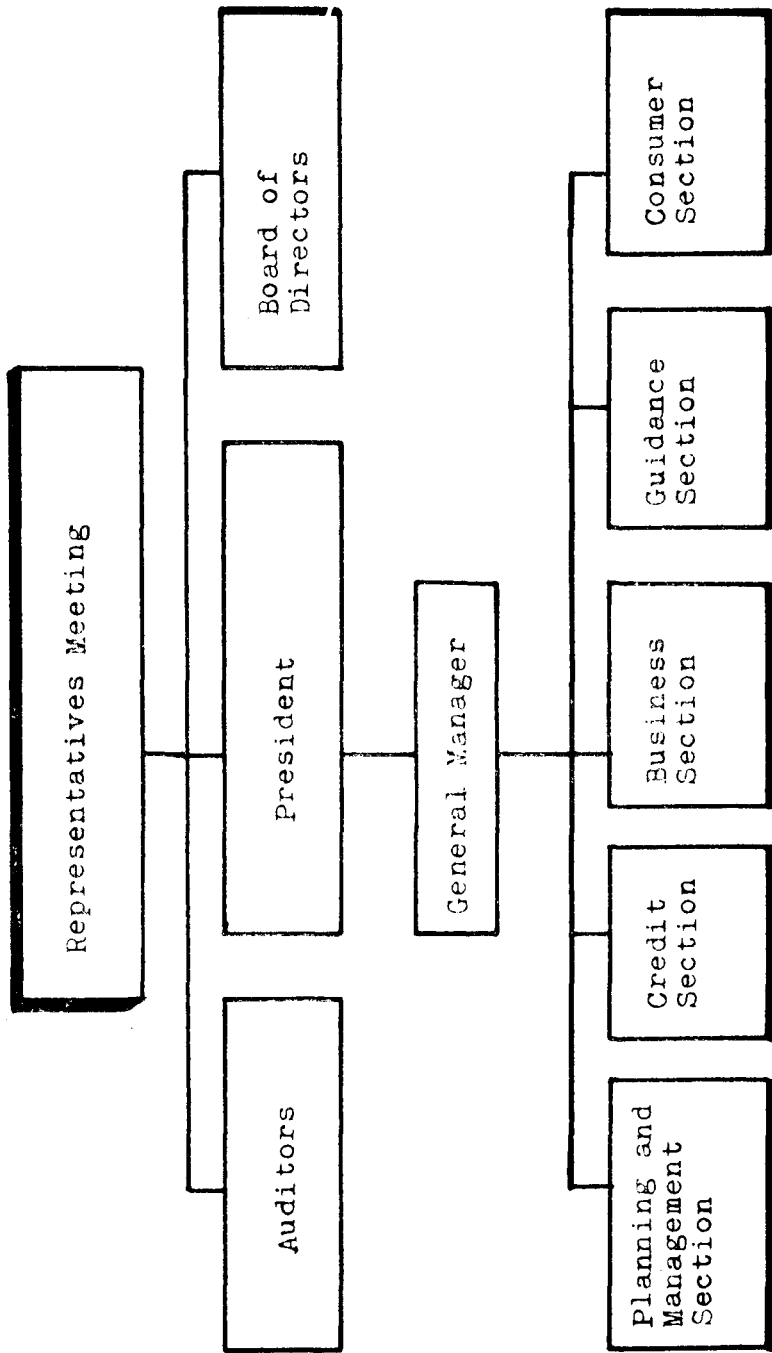 Representatives Meeting
Auditors
President
Board of
Directors
General Manager
Planning and
Management
Section
Credit
Section
Business
Section
Guidance
Section
Consumer
Section